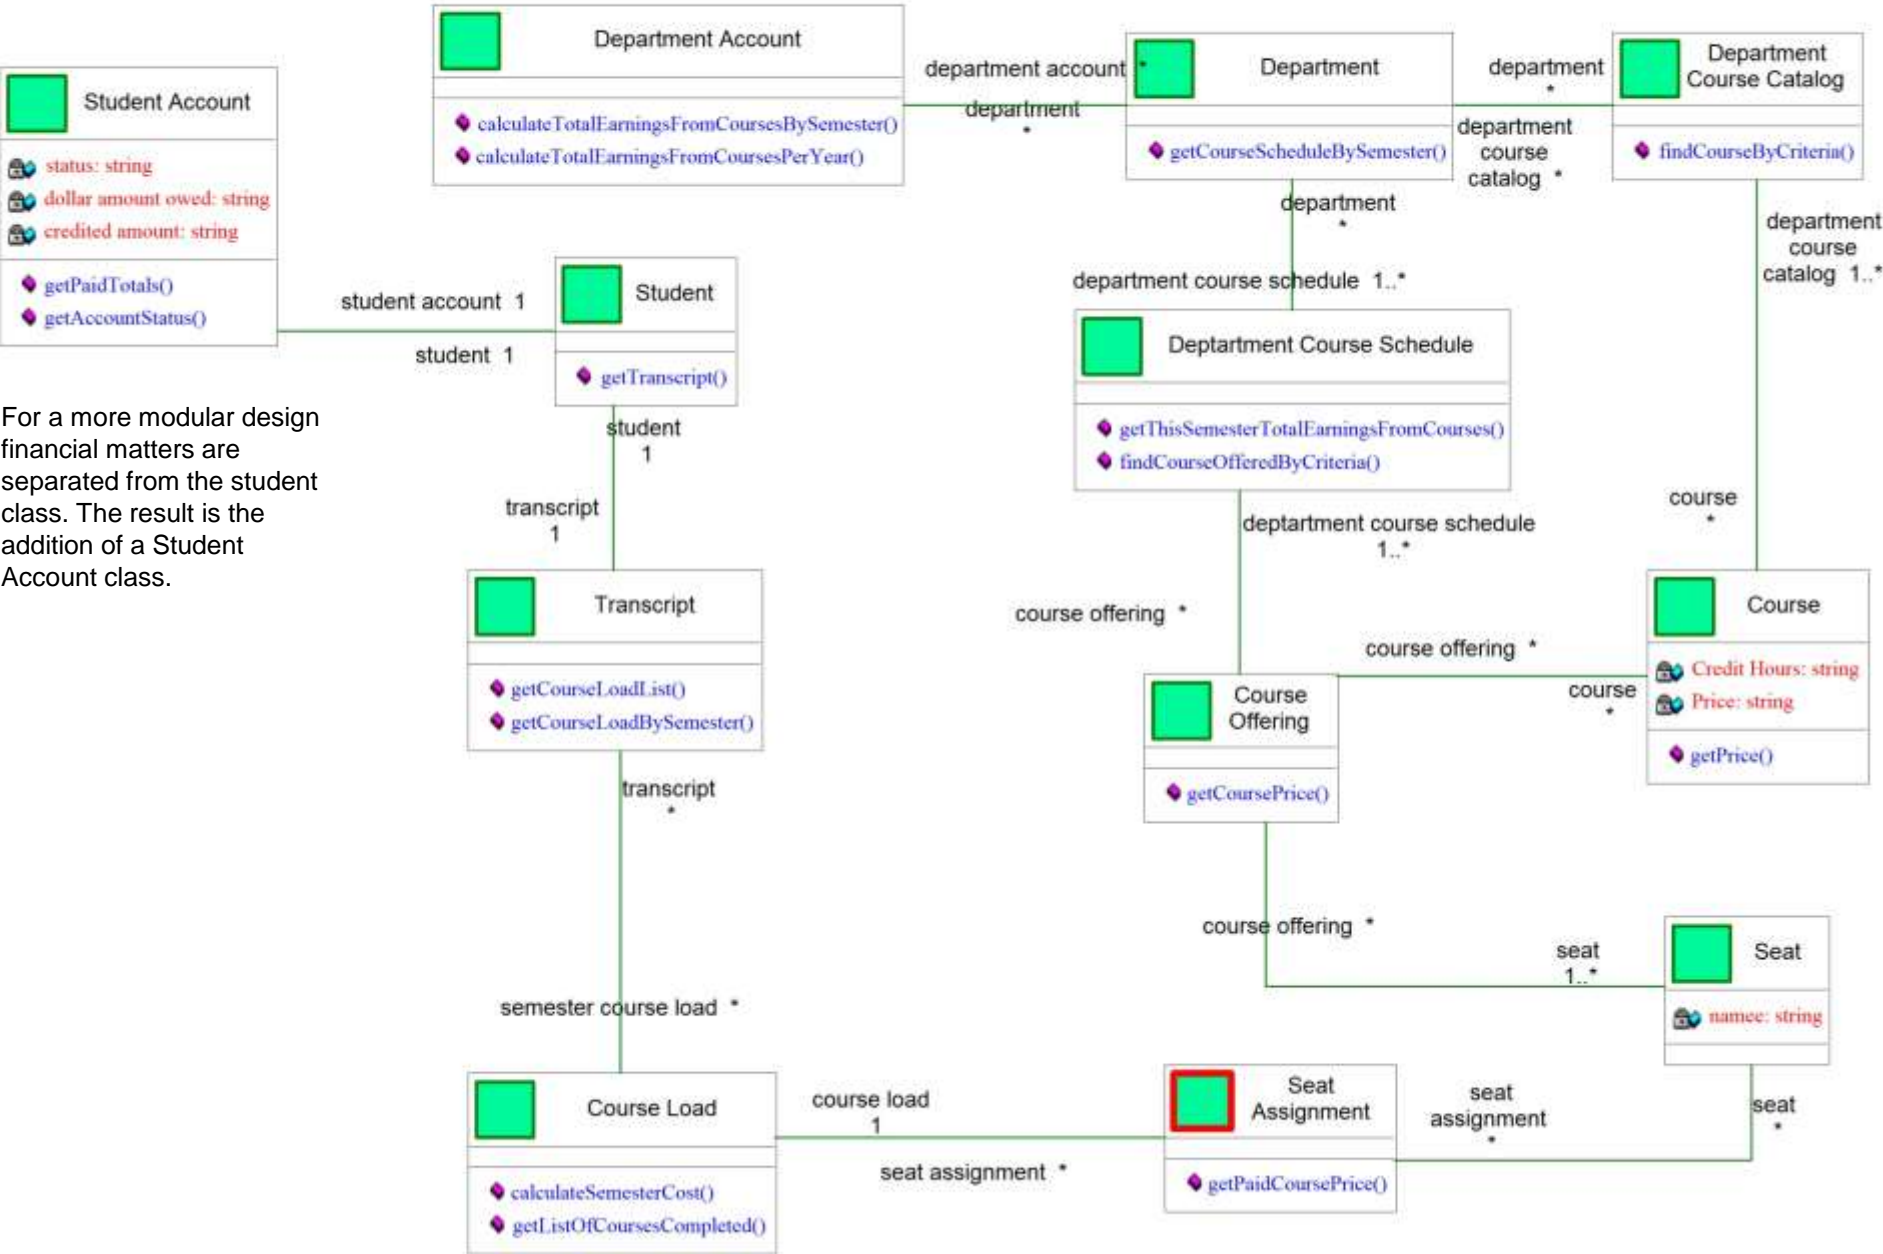 Department Account
calculateTotalEarningsFromCoursesBySemester()
calculateTotalEarningsFromCoursesPerYear()
department account *
department
*
Department
getCourseScheduleBySemester()
department
*
department
course
catalog *
Department
Course Catalog
findCourseByCriteria()
Student Account
status: string
dollar amount owed: string
credited amount: string
getPaidTotals()
getAccountStatus()
student account 1
student 1
Student
getTranscript()
department
*
department course schedule 1..*
department
course
catalog 1..*
Deptartment Course Schedule
getThisSemesterTotalEarningsFromCourses()
findCourseOfferedByCriteria()
For a more modular design
financial matters are
separated from the student
class. The result is the
addition of a Student
Account class.
student
1
transcript
1
deptartment course schedule
1..*
course offering *
course
*
Transcript
getCourseLoadList()
getCourseLoadBySemester()
Course
Credit Hours: string
Price: string
getPrice()
course offering *
course
*
Course
Offering
getCoursePrice()
transcript
*
semester course load *
course offering *
seat
1..*
Seat
namee: string
Course Load
calculateSemesterCost()
getListOfCoursesCompleted()
course load
1
seat assignment *
Seat
Assignment
getPaidCoursePrice()
seat
assignment
*
seat
*